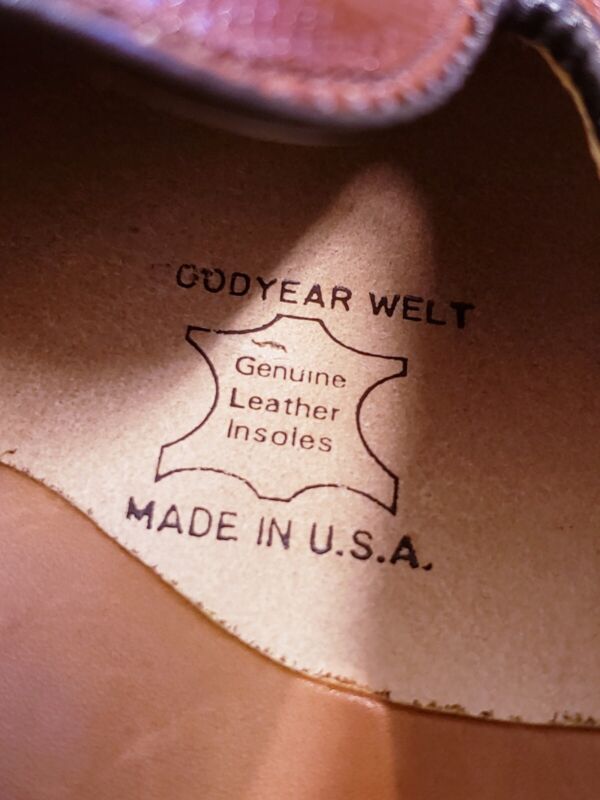 GOODYEAR WELT
Genuine
Leather
Insoles
MADE IN U.S.A.